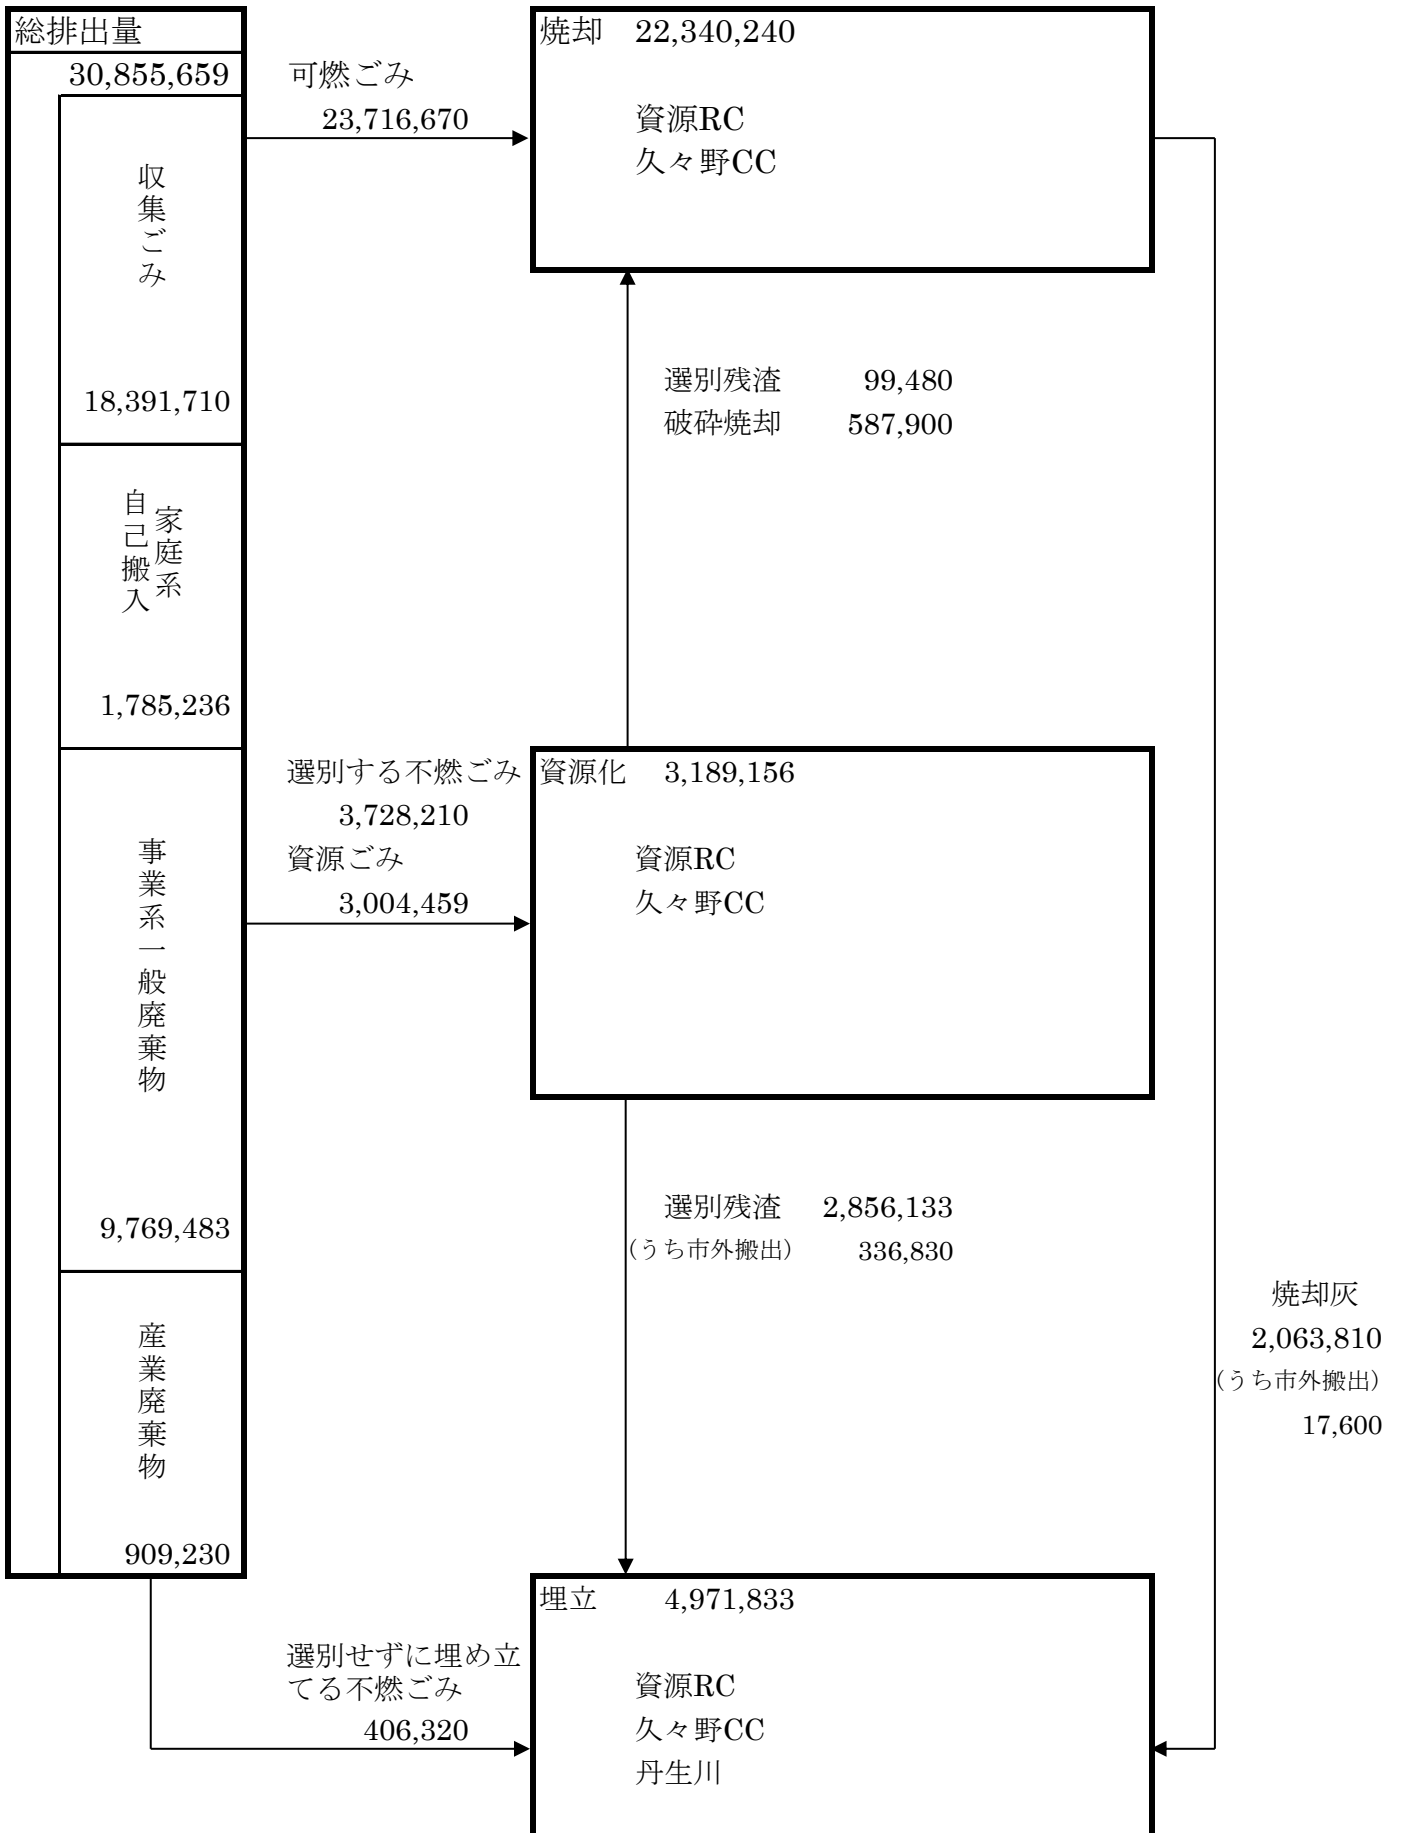 総排出量
30,855,659
収集ごみ
18,391,710
家庭系
自己搬入
1,785,236
事業系一般廃棄物
9,769,483
産業廃棄物
909,230
可燃ごみ
23,716,670
焼却 22,340,240
資源RC
久々野CC
選別残渣 99,480
破砕焼却 587,900
選別する不燃ごみ
3,728,210
資源ごみ
3,004,459
資源化 3,189,156
資源RC
久々野CC
選別残渣 2,856,133
（うち市外搬出） 336,830
焼却灰
2,063,810
（うち市外搬出）
17,600
選別せずに埋め立
てる不燃ごみ
406,320
埋立 4,971,833
資源RC
久々野CC
丹生川